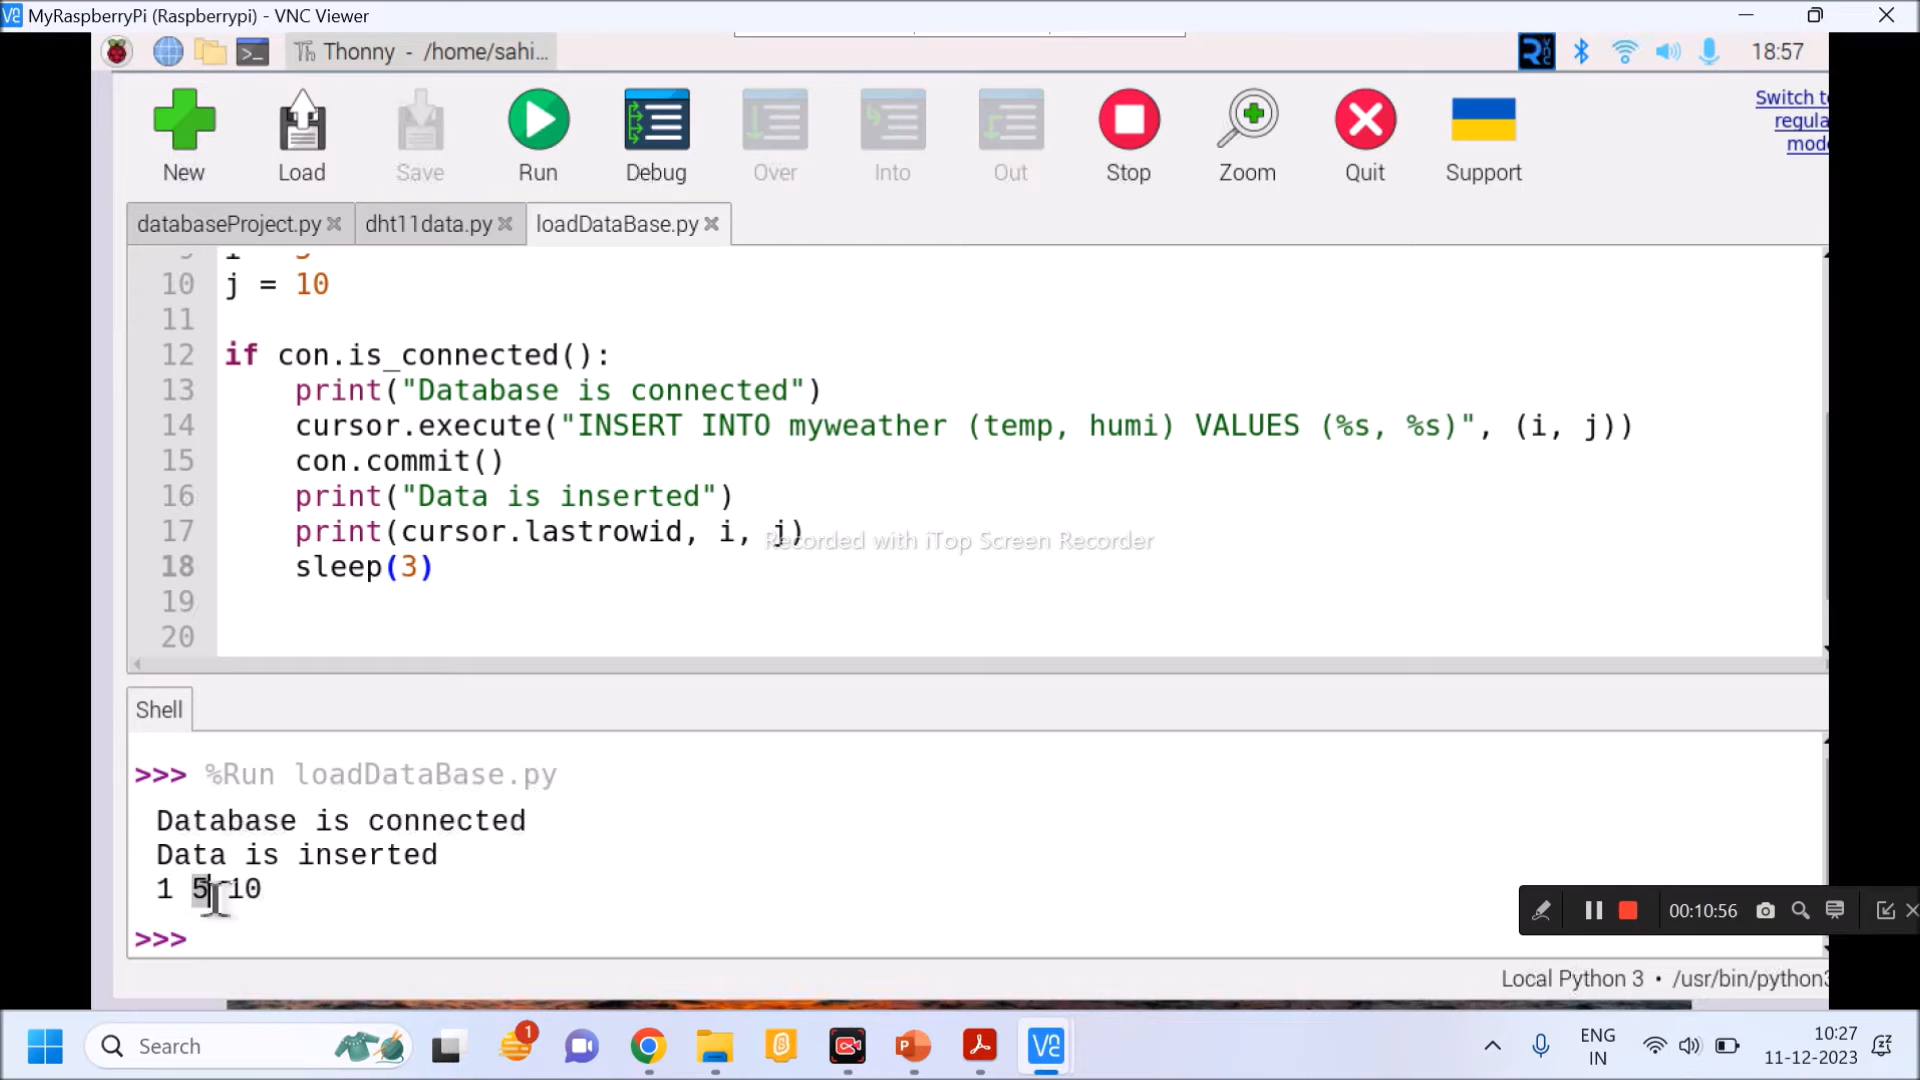 MyRaspberryPi (Raspberrypi) - VNC Viewer
Thonny - /home/sahi...
18:57
New
Load
Save
Run
Debug
Over
Into
Out
Stop
Zoom
Quit
Support
Switch to
regula
mode
databaseProject.py
dht11data.py
loadDataBase.py
10 j = 10
11
12 if con.is_connected():
13 print("Database is connected")
14 cursor.execute("INSERT INTO myweather (temp, humi) VALUES (%s, %s)", (i, j))
15 con.commit()
16 print("Data is inserted")
17 print(cursor.lastrowid, i, j)
Recorded with iTop Screen Recorder
18 sleep(3)
19
20
Shell
>>> %Run loadDataBase.py
Database is connected
Data is inserted
1 5 10
>>>
00:10:56
Local Python 3 • /usr/bin/python3
Search
1
ENG
IN
10:27
11-12-2023